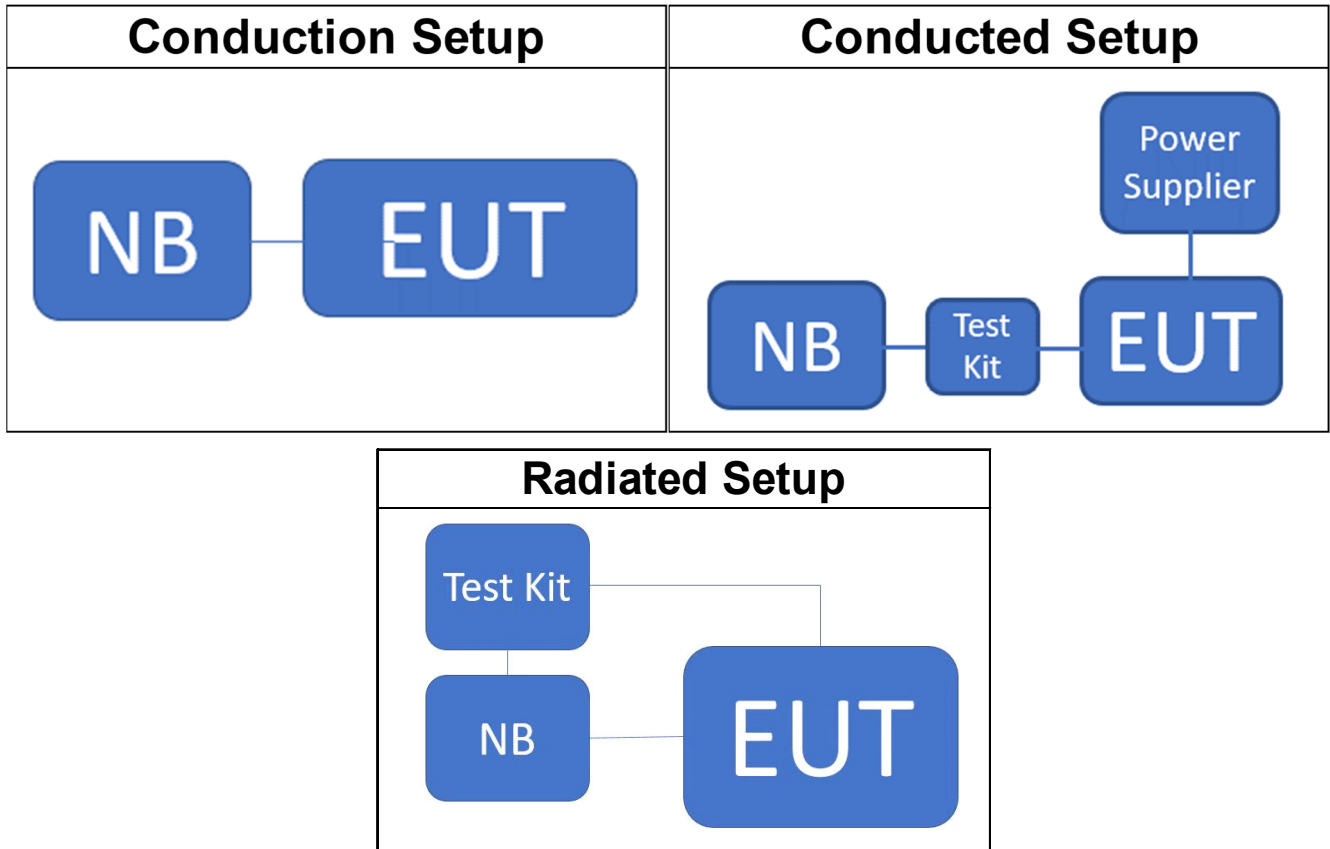 Conduction Setup
NB
EUT
Conducted Setup
Power
Supplier
NB
Test
Kit
EUT
Radiated Setup
Test Kit
NB
EUT